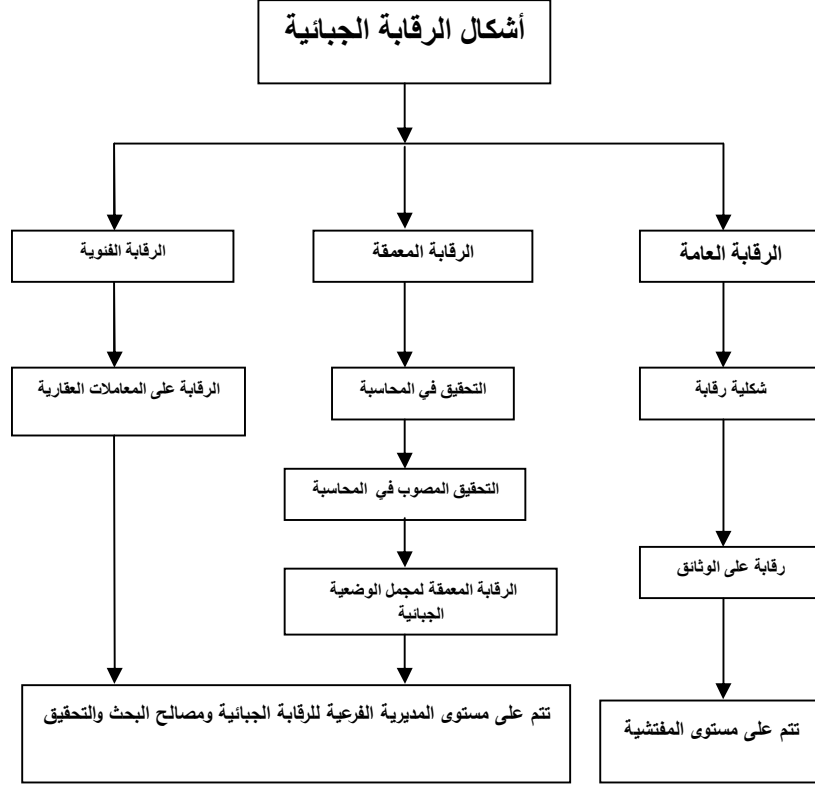 أشكال الرقابة الجبائية
الرقابة العامة
الرقابة المعمقة
الرقابة الفنوية
شكلية رقابة
التحقيق في المحاسبة
الرقابة على المعاملات العقارية
التحقيق المصوب في المحاسبة
رقابة على الوثائق
الرقابة المعمقة لمجمل الوضعية
الجبائية
تتم على مستوى المفتشية
تتم على مستوى المديرية الفرعية للرقابة الجبائية ومصالح البحث والتحقيق